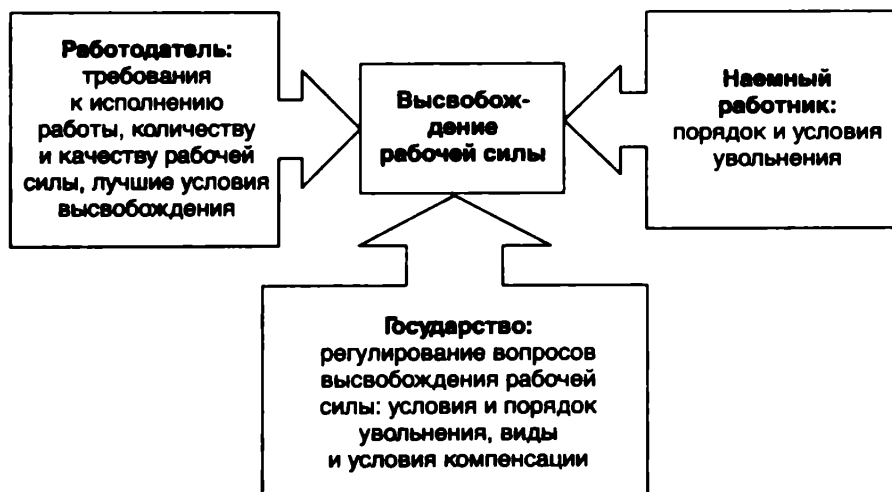 Работодатель:
требования
к исполнению
работы, количеству
и качеству рабочей
силы, лучшие условия
высвобождения
Высвобож-
дение
рабочей силы
Наемный
работник:
порядок и условия
увольнения
Государство:
регулирование вопросов
высвобождения рабочей
силы: условия и порядок
увольнения, виды
и условия компенсации